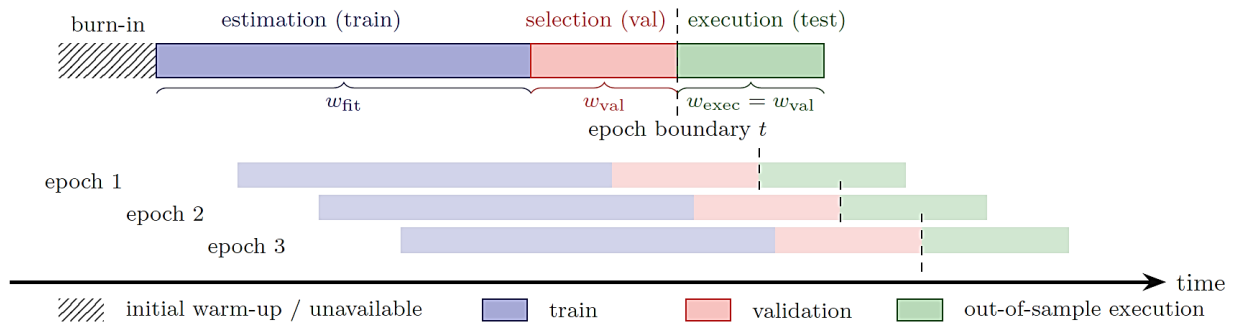 burn-in
estimation (train)
selection (val)
execution (test)
w_fit
w_val
w_exec = w_val
epoch boundary t
epoch 1
epoch 2
epoch 3
time
initial warm-up / unavailable
train
validation
out-of-sample execution